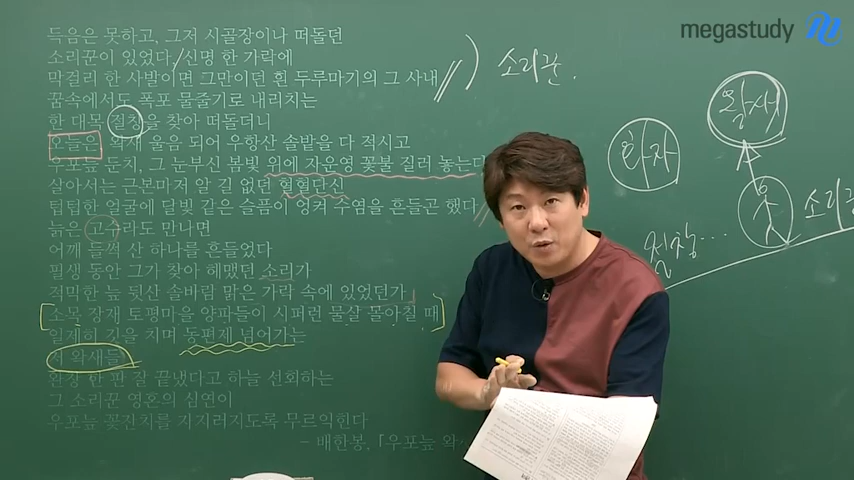 megastudy
득음은 못하고, 그저 시골장이나 떠돌던
소리꾼이 있었다, 신명 한 가락에
막걸리 한 사발이면 그만이던 흰 두루마기의 그 사내
꿈속에서도 폭포 물줄기로 내리치는
한 대목 절창을 찾아 떠돌더니
오늘은 왁새 울음 되어 우항산 솔밭을 다 적시고
우포늪 둔치, 그 눈부신 봄빛 위에 자운영 꽃불 질러 놓는다
살아서는 근본마저 알 길 없던 혈혈단신
텁텁한 얼굴에 달빛 같은 슬픔이 엉켜 수염을 흔들곤 했다
늙은 고수라도 만나면
어깨 들썩 산 하나를 흔들었다
필생 동안 그가 찾아 헤맸던 소리가
적막한 늪 뒷산 솔바람 맑은 가락 속에 있었던가
소목 장재 토평마을 양파들이 시퍼런 물살 몰아칠 때
일제히 깃을 치며 동편제 넘어가는
저 왁새들
완창 한 판 잘 끝냈다고 하늘 선회하는
그 소리꾼 영혼의 심연이
우포늪 꽃잔치를 자지러지도록 무르익힌다
- 배한봉, 「우포늪 왁새
소리꾼.
화자
왁새
소리꾼
절창...